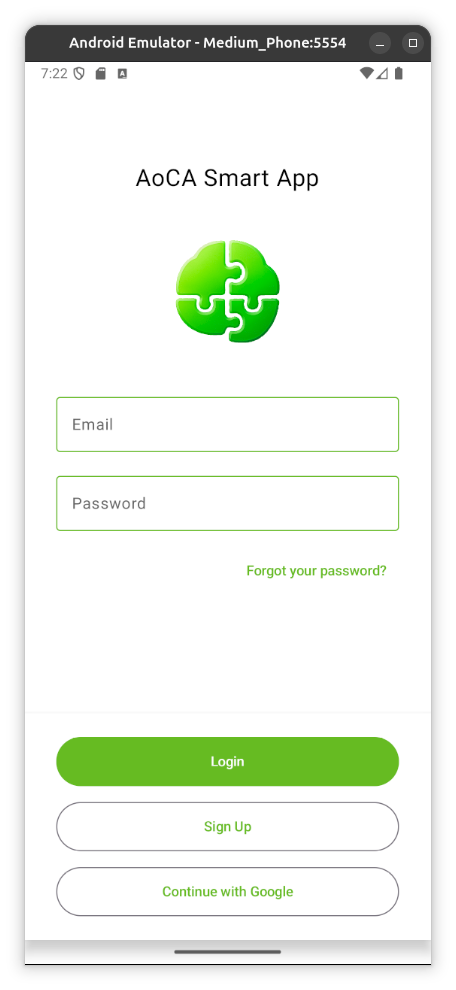 Android Emulator - Medium_Phone:5554
7:22
AoCA Smart App
Email
Password
Forgot your password?
Login
Sign Up
Continue with Google